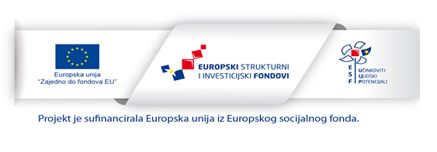 Europska unija
"Zajedno do fondova EU"
EUROPSKI STRUKTURNI
I INVESTICIJSKI FONDOVI
E S F
UČINKOVITI
LJUDSKI
POTENCIJALI
Projekt je sufinancirala Europska unija iz Europskog socijalnog fonda.